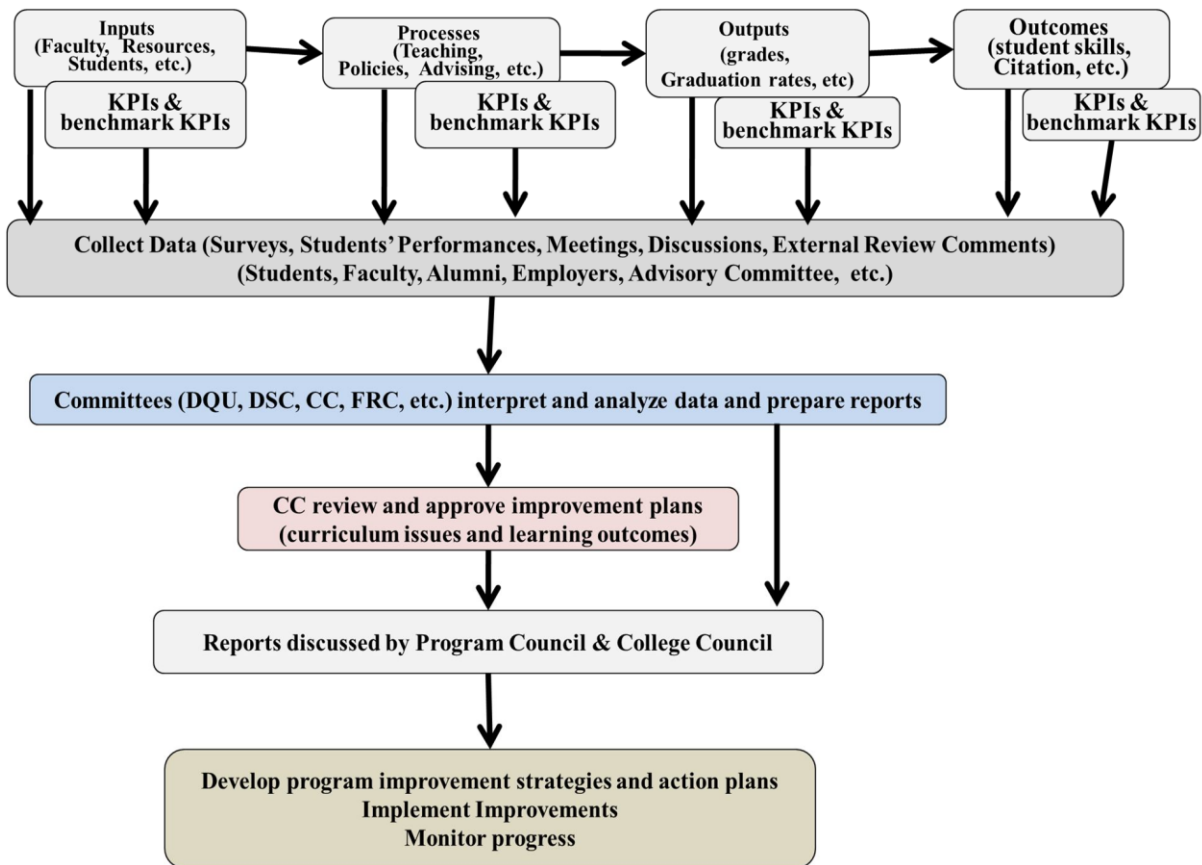 Inputs
(Faculty, Resources,
Students, etc.)
KPIs &
benchmark KPIs
Processes
(Teaching,
Policies, Advising, etc.)
KPIs &
benchmark KPIs
Outputs
(grades,
Graduation rates, etc)
KPIs &
benchmark KPIs
Outcomes
(student skills,
Citation, etc.)
KPIs &
benchmark KPIs
Collect Data (Surveys, Students’ Performances, Meetings, Discussions, External Review Comments)
(Students, Faculty, Alumni, Employers, Advisory Committee, etc.)
Committees (DQU, DSC, CC, FRC, etc.) interpret and analyze data and prepare reports
CC review and approve improvement plans
(curriculum issues and learning outcomes)
Reports discussed by Program Council & College Council
Develop program improvement strategies and action plans
Implement Improvements
Monitor progress